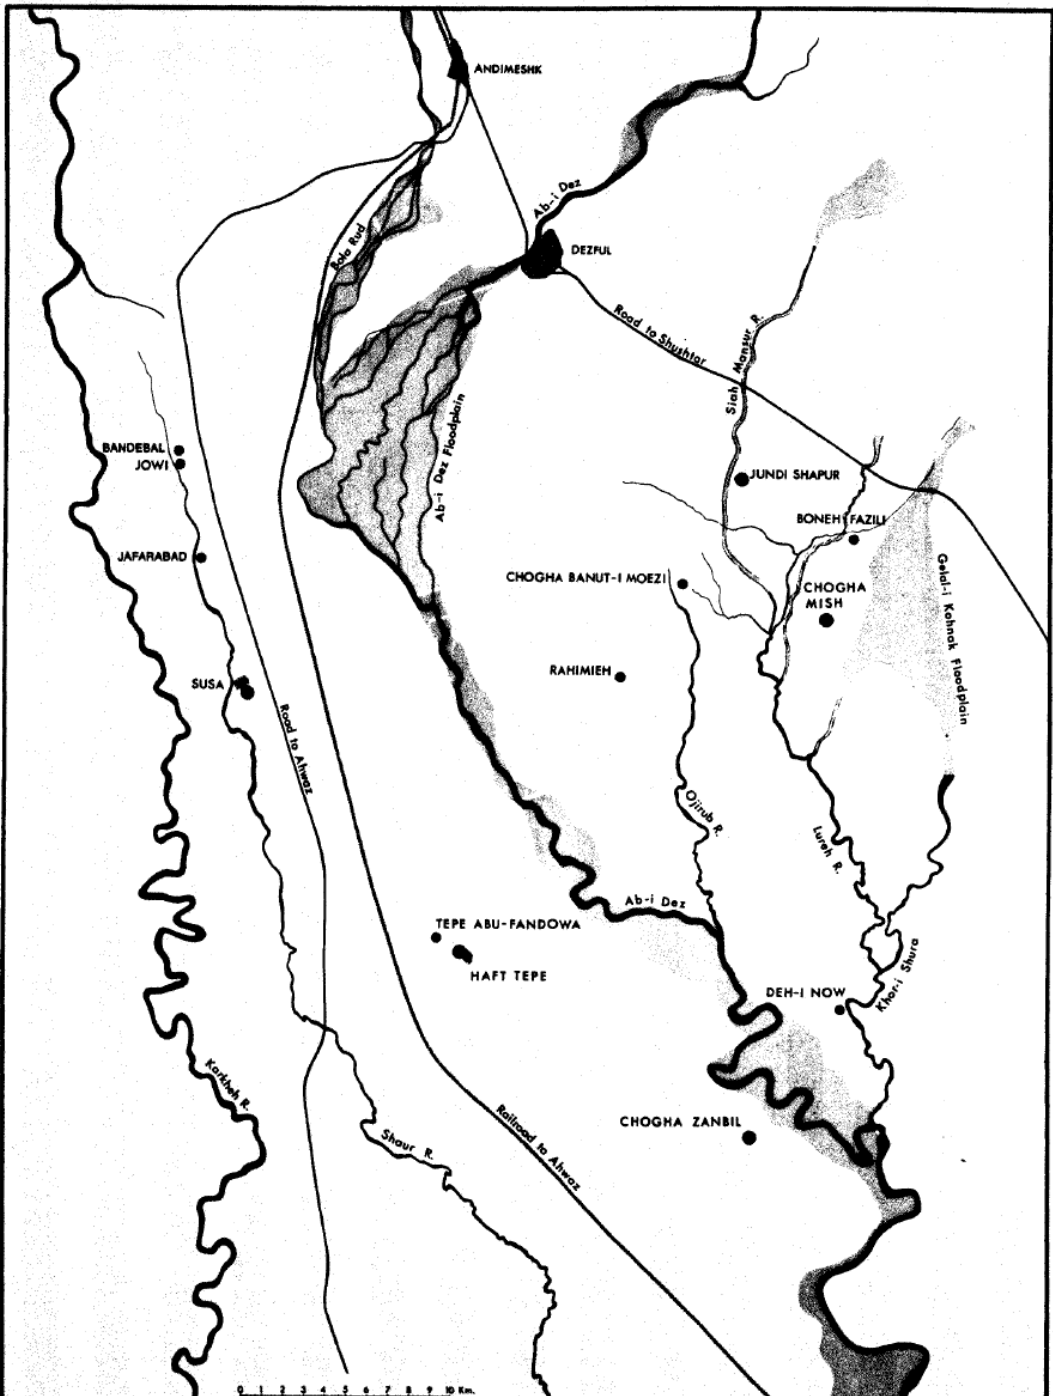 ANDIMESHK
Ab-i Dez
DEZFUL
Bala Rud
Road to Shushtar
Siah Mansur R.
Ab-i Dez Floodplain
BANDEBAL
JOWI
JUNDI SHAPUR
BONEH FAZILI
JAFARABAD
CHOGHA BANUT-I MOEZI
CHOGHA
MISH
Gelal-i Kohnak Floodplain
RAHIMIEH
SUSA
Road to Ahwaz
Ojirub R.
Lureh R.
Ab-i Dez
TEPE ABU-FANDOWA
HAFT TEPE
Khor-i Shura
DEH-I NOW
Karkheh R.
CHOGHA ZANBIL
Shaur R.
Railroad to Ahwaz
0 1 2 3 4 5 6 7 8 9 10 Km.